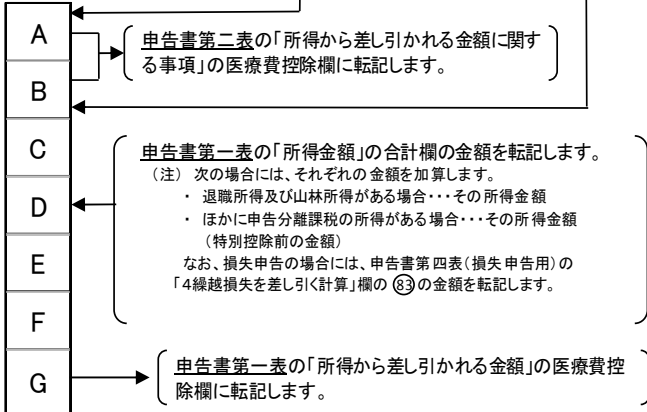 A
申告書第二表の「所得から差し引かれる金額に関す
る事項」の医療費控除欄に転記します。
B
C
申告書第一表の「所得金額」の合計欄の金額を転記します。
（注） 次の場合には、それぞれの金額を加算します。
・ 退職所得及び山林所得がある場合・・・その所得金額
D
・ ほかに申告分離課税の所得がある場合・・・その所得金額
（特別控除前の金額）
E
なお、損失申告の場合には、申告書第四表（損失申告用）の
「4繰越損失を差し引く計算」欄の ㊃の金額を転記します。
F
G
申告書第一表の「所得から差し引かれる金額」の医療費控
除欄に転記します。